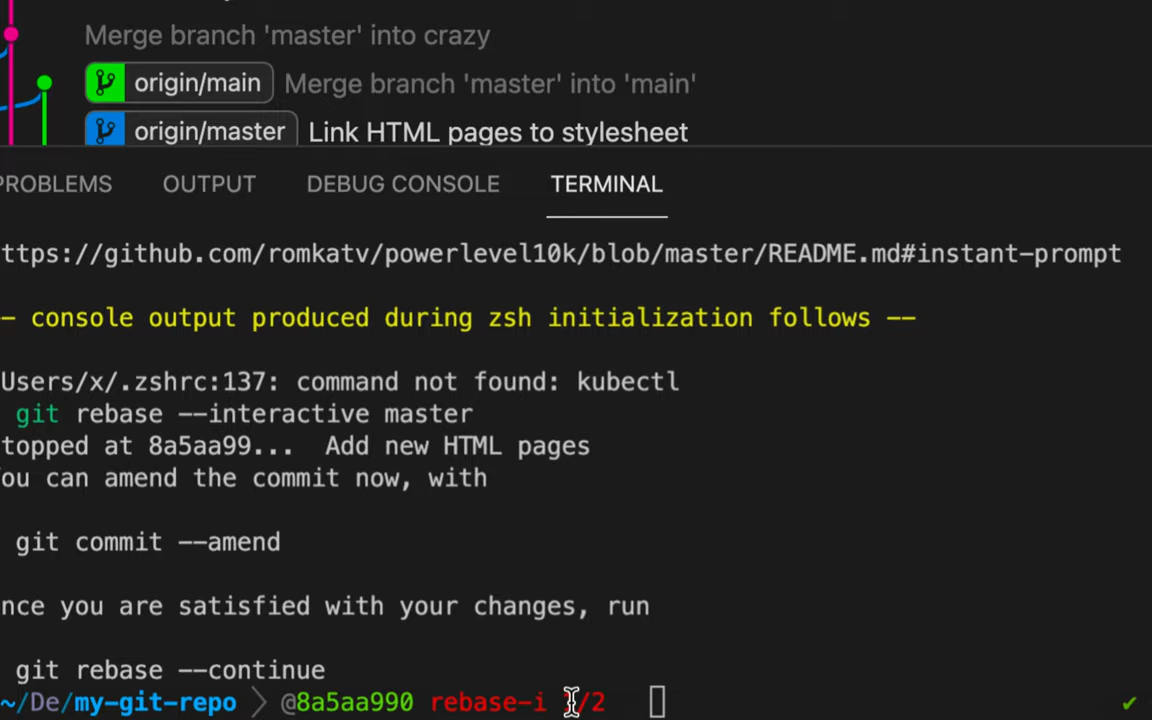 Merge branch 'master' into crazy
origin/main Merge branch 'master' into 'main'
origin/master Link HTML pages to stylesheet
PROBLEMS OUTPUT DEBUG CONSOLE TERMINAL
ttps://github.com/romkatv/powerlevel10k/blob/master/README.md#instant-prompt
— console output produced during zsh initialization follows --
Users/x/.zshrc:137: command not found: kubectl
git rebase --interactive master
topped at 8a5aa99... Add new HTML pages
ou can amend the commit now, with
git commit --amend
nce you are satisfied with your changes, run
git rebase --continue
~/De/my-git-repo @8a5aa990 rebase-i /2 ✔